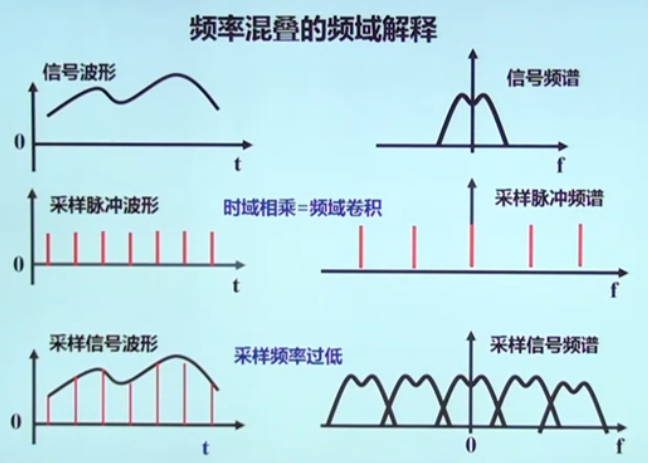 频率混叠的频域解释
信号波形
信号频谱
0
t
f
采样脉冲波形
时域相乘=频域卷积
采样脉冲频谱
0
t
f
采样信号波形
采样频率过低
采样信号频谱
0
t
0
f